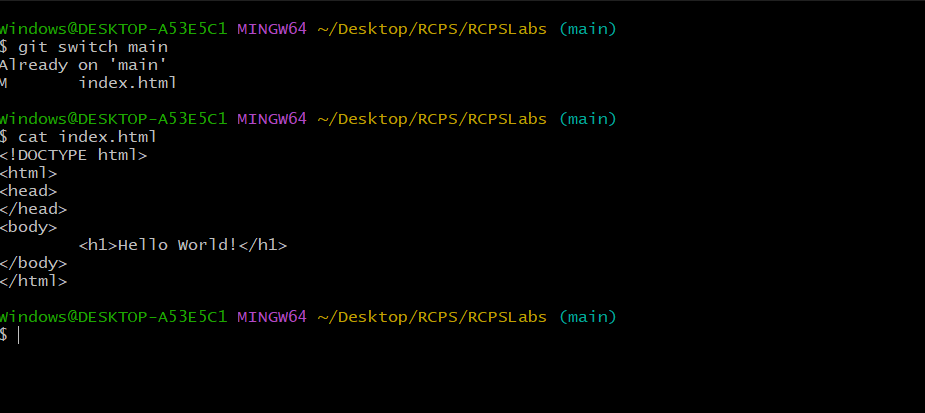 Windows@DESKTOP-A53E5C1 MINGW64 ~/Desktop/RCPS/RCPSLabs (main)
$ git switch main
Already on 'main'
M       index.html
Windows@DESKTOP-A53E5C1 MINGW64 ~/Desktop/RCPS/RCPSLabs (main)
$ cat index.html
<!DOCTYPE html>
<html>
<head>
</head>
<body>
        <h1>Hello World!</h1>
</body>
</html>
Windows@DESKTOP-A53E5C1 MINGW64 ~/Desktop/RCPS/RCPSLabs (main)
$